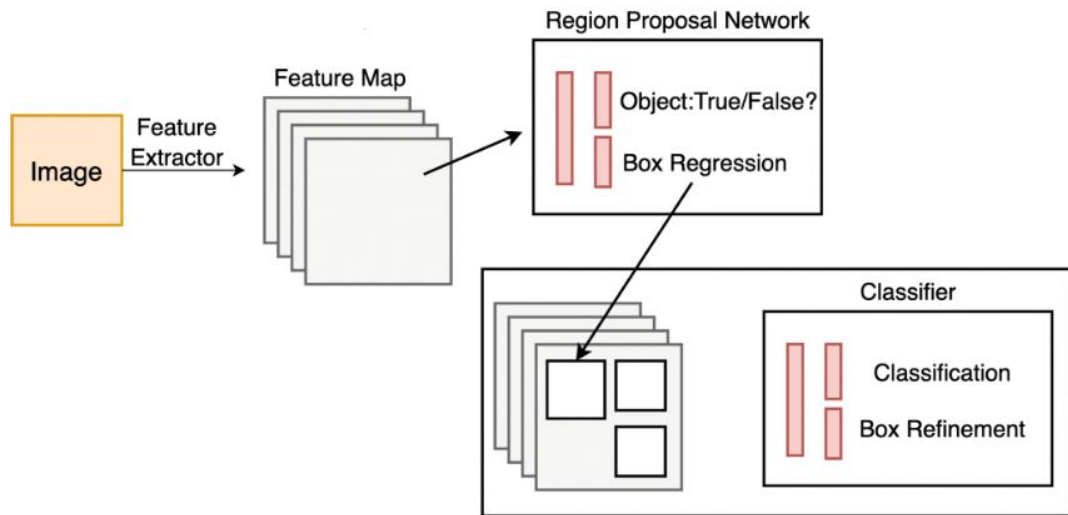 Region Proposal Network
Feature Map
Object:True/False?
Feature
Extractor
Image
Box Regression
Classifier
Classification
Box Refinement